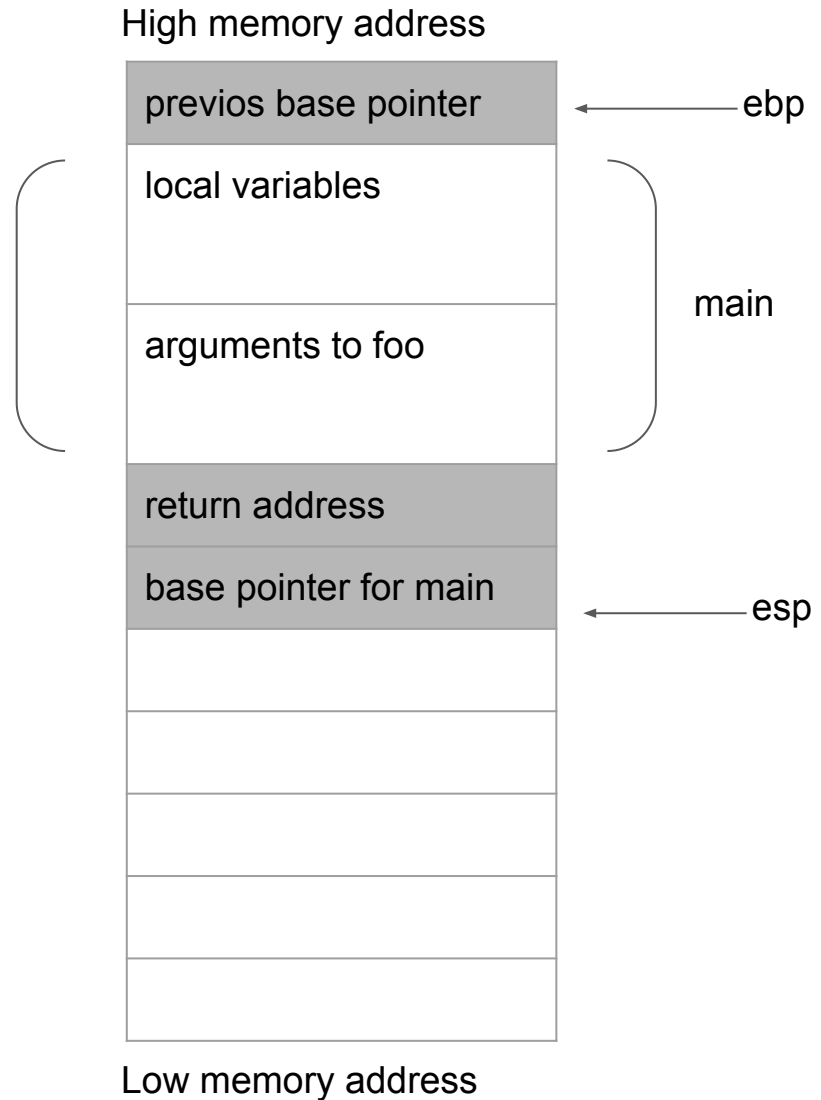 High memory address
previos base pointer
ebp
local variables
main
arguments to foo
return address
base pointer for main
esp
Low memory address